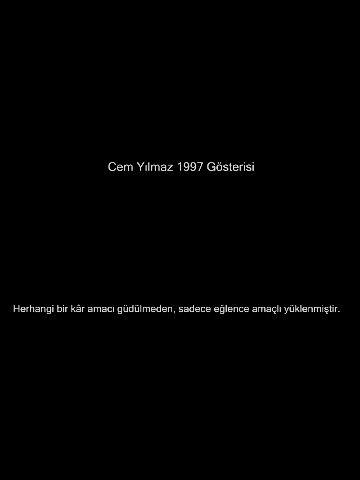 Cem Yılmaz 1997 Gösterisi
Herhangi bir kâr amacı güdülmeden, sadece eğlence amaçlı yüklenmiştir.